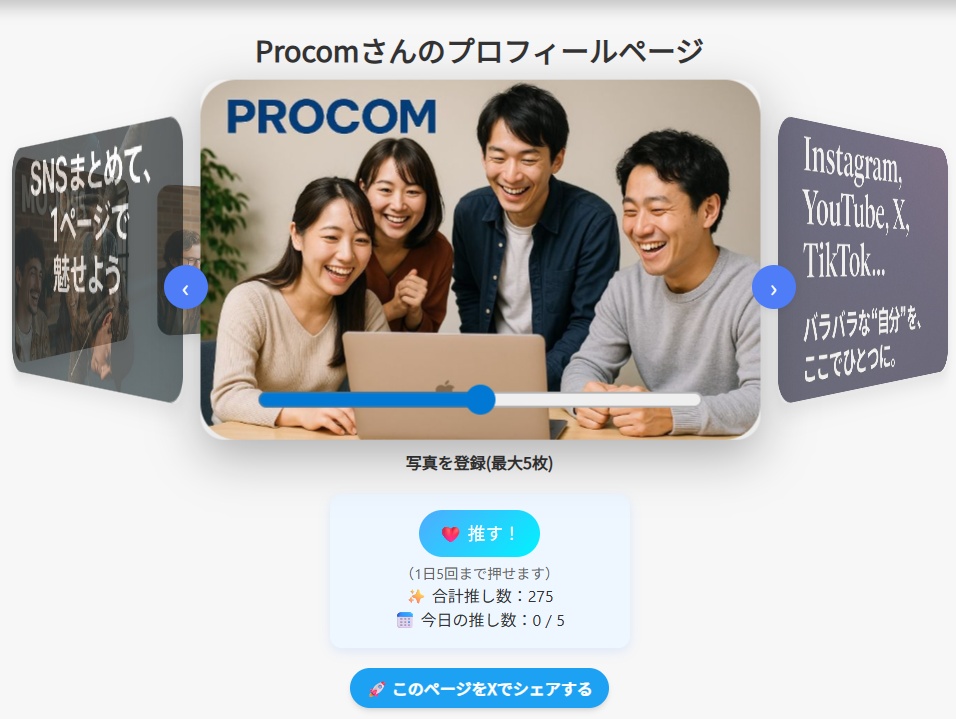 Procomさんのプロフィールページ
SNSまとめて、
1ページで
魅せよう
‹
PROCOM
›
Instagram,
YouTube, X,
TikTok...
バラバラな“自分”を、
ここでひとつに。
写真を登録(最大5枚)
💖 推す！
（1日5回まで押せます）
✨ 合計推し数：275
📅 今日の推し数：0 / 5
🚀 このページをXでシェアする